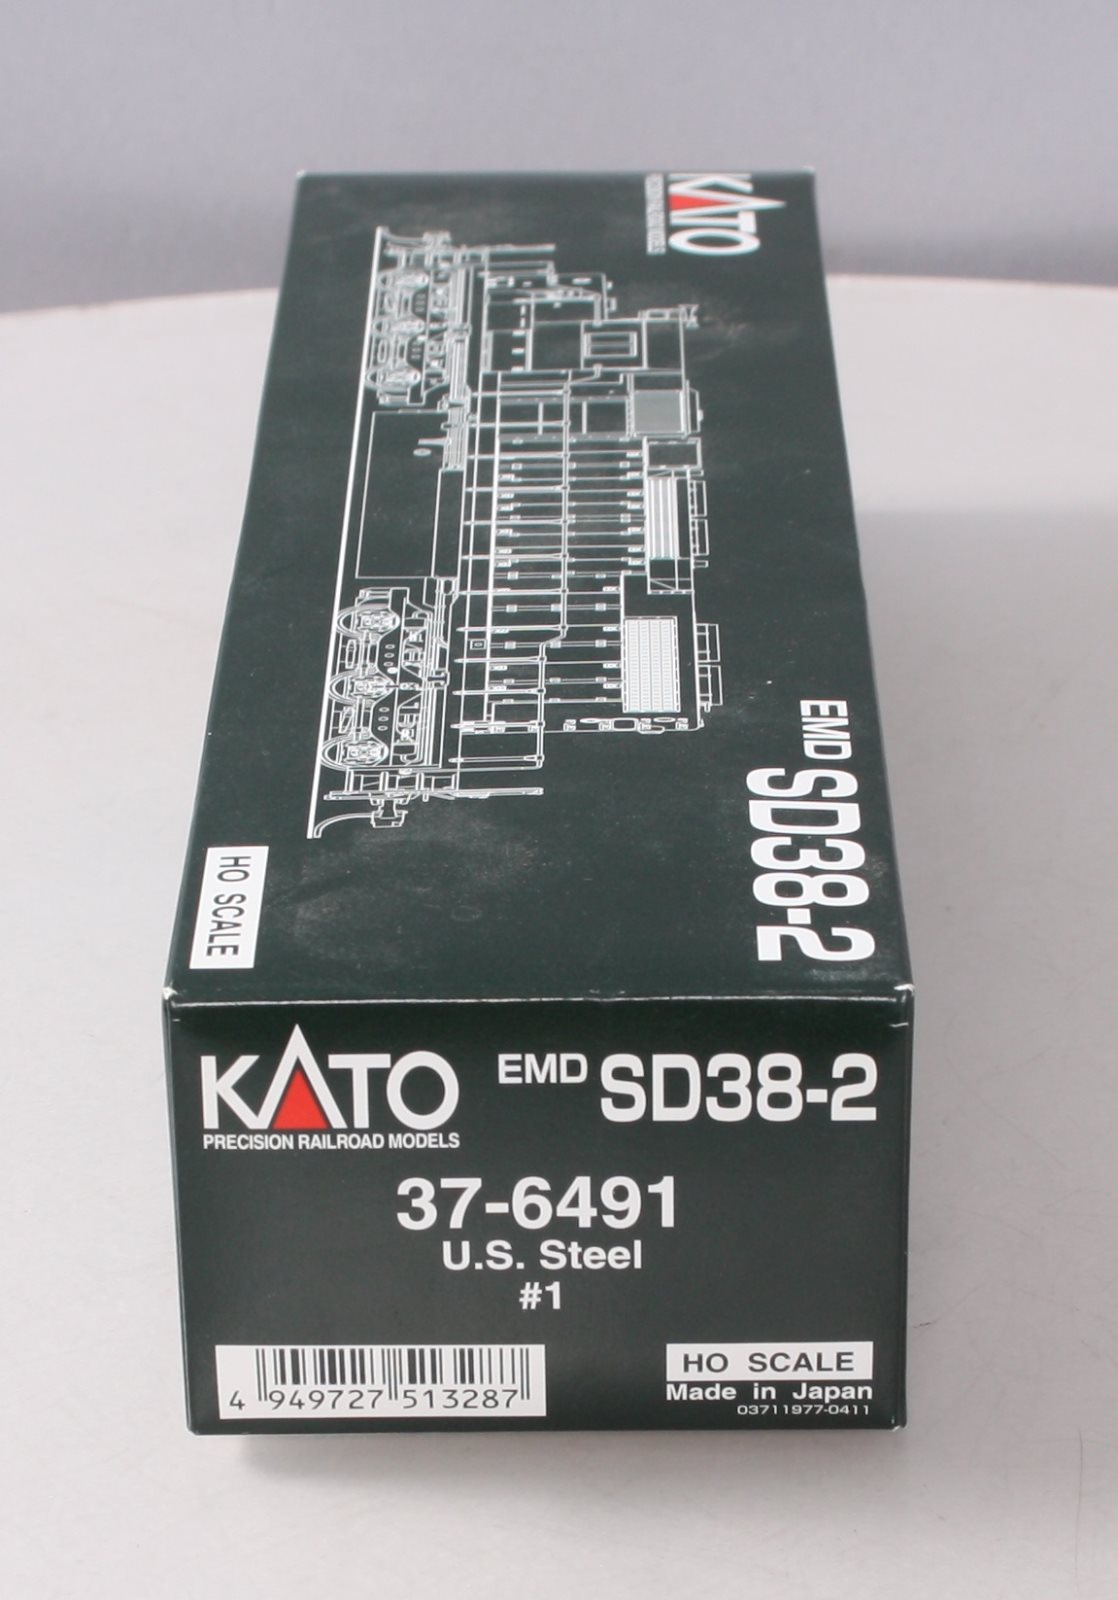 KATO
PRECISION RAILROAD MODELS
EMD SD38-2
HO SCALE
KATO
PRECISION RAILROAD MODELS
EMD SD38-2
37-6491
U.S. Steel
#1
4 949727 513287
HO SCALE
Made in Japan
03711977-0411